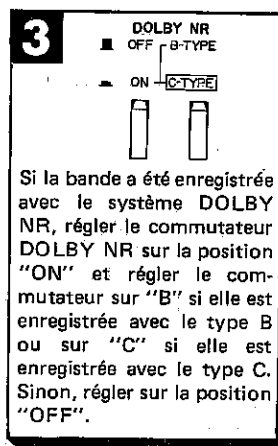 3
DOLBY NR
OFF B-TYPE
ON C-TYPE
Si la bande a été enregistrée
avec le système DOLBY
NR, régler le commutateur
DOLBY NR sur la position
"ON" et régler le com-
mutateur sur "B" si elle est
enregistrée avec le type B
ou sur "C" si elle est
enregistrée avec le type C.
Sinon, régler sur la position
"OFF".